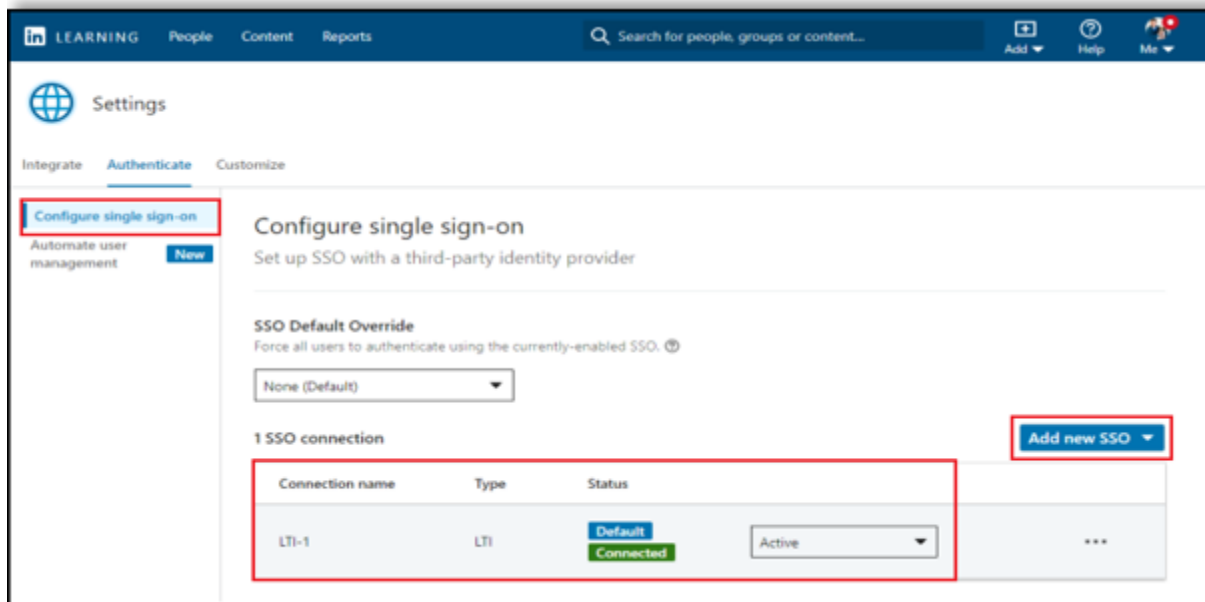 in LEARNING People Content Reports Search for people, groups or content... Add Help Me
Settings
Integrate Authenticate Customize
Configure single sign-on
Automate user
management
New
Configure single sign-on
Set up SSO with a third-party identity provider
SSO Default Override
Force all users to authenticate using the currently-enabled SSO.
None (Default)
1 SSO connection
Add new SSO
Connection name Type Status
LTI-1 LTI Default
Connected
Active